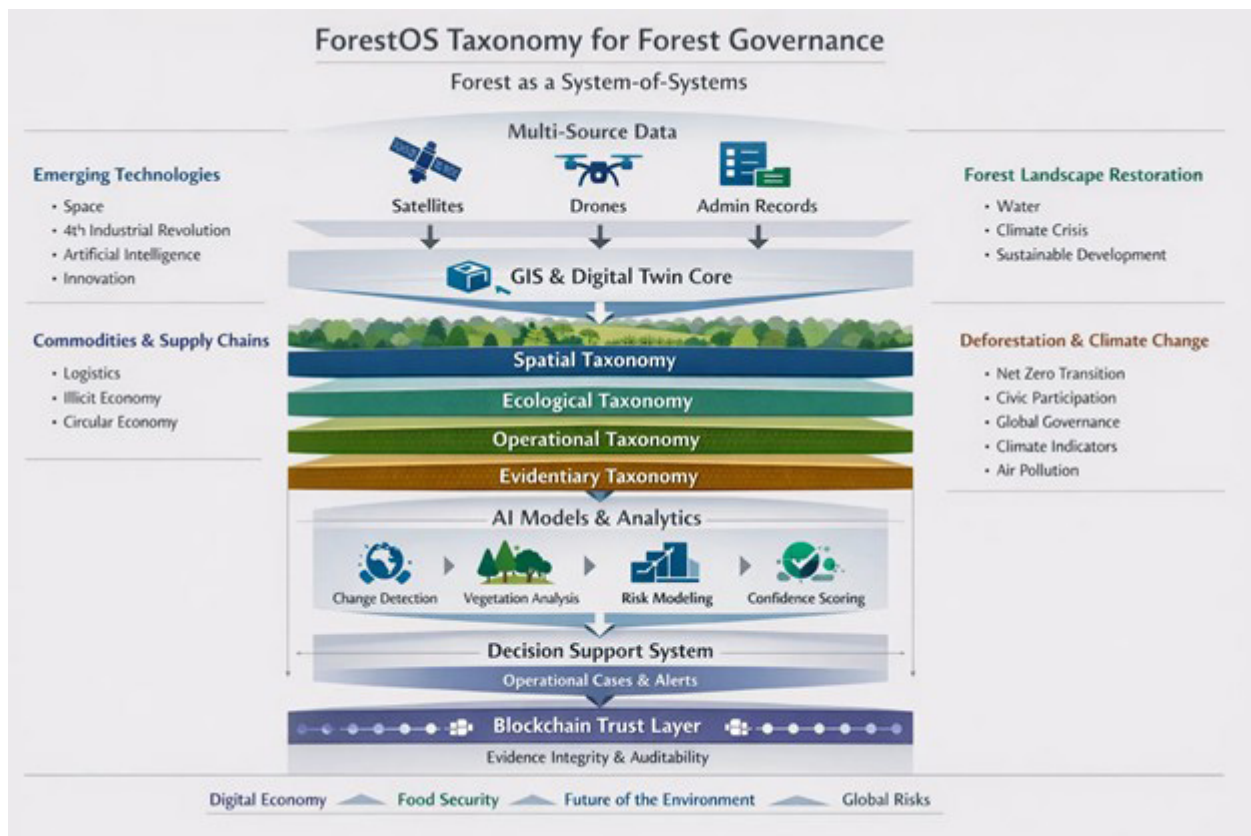 ForestOS Taxonomy for Forest Governance
Forest as a System-of-Systems
Multi-Source Data
Satellites
Drones
Admin Records
GIS & Digital Twin Core
Emerging Technologies
• Space
• 4th Industrial Revolution
• Artificial Intelligence
• Innovation
Commodities & Supply Chains
• Logistics
• Illicit Economy
• Circular Economy
Forest Landscape Restoration
• Water
• Climate Crisis
• Sustainable Development
Deforestation & Climate Change
• Net Zero Transition
• Civic Participation
• Global Governance
• Climate Indicators
• Air Pollution
Spatial Taxonomy
Ecological Taxonomy
Operational Taxonomy
Evidentiary Taxonomy
AI Models & Analytics
Change Detection
Vegetation Analysis
Risk Modeling
Confidence Scoring
Decision Support System
Operational Cases & Alerts
Blockchain Trust Layer
Evidence Integrity & Auditability
Digital Economy
Food Security
Future of the Environment
Global Risks